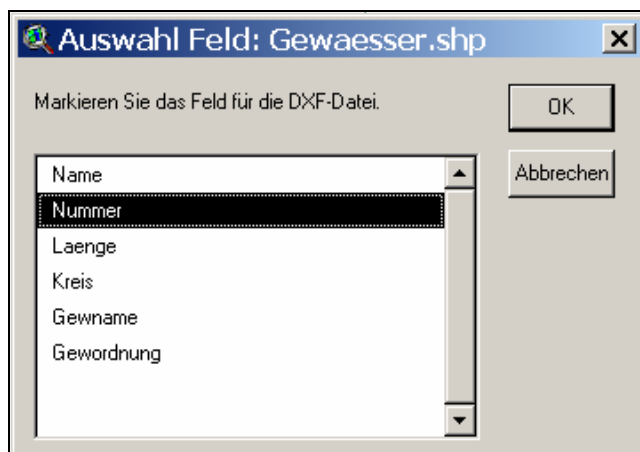 Auswahl Feld: Gewaesser.shp
Markieren Sie das Feld für die DXF-Datei.
OK
Abbrechen
Name
Nummer
Laenge
Kreis
Gewname
Gewordnung